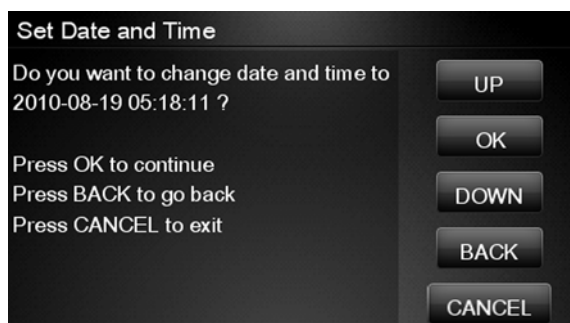 Set Date and Time
Do you want to change date and time to
2010-08-19 05:18:11 ?
Press OK to continue
Press BACK to go back
Press CANCEL to exit
UP
OK
DOWN
BACK
CANCEL